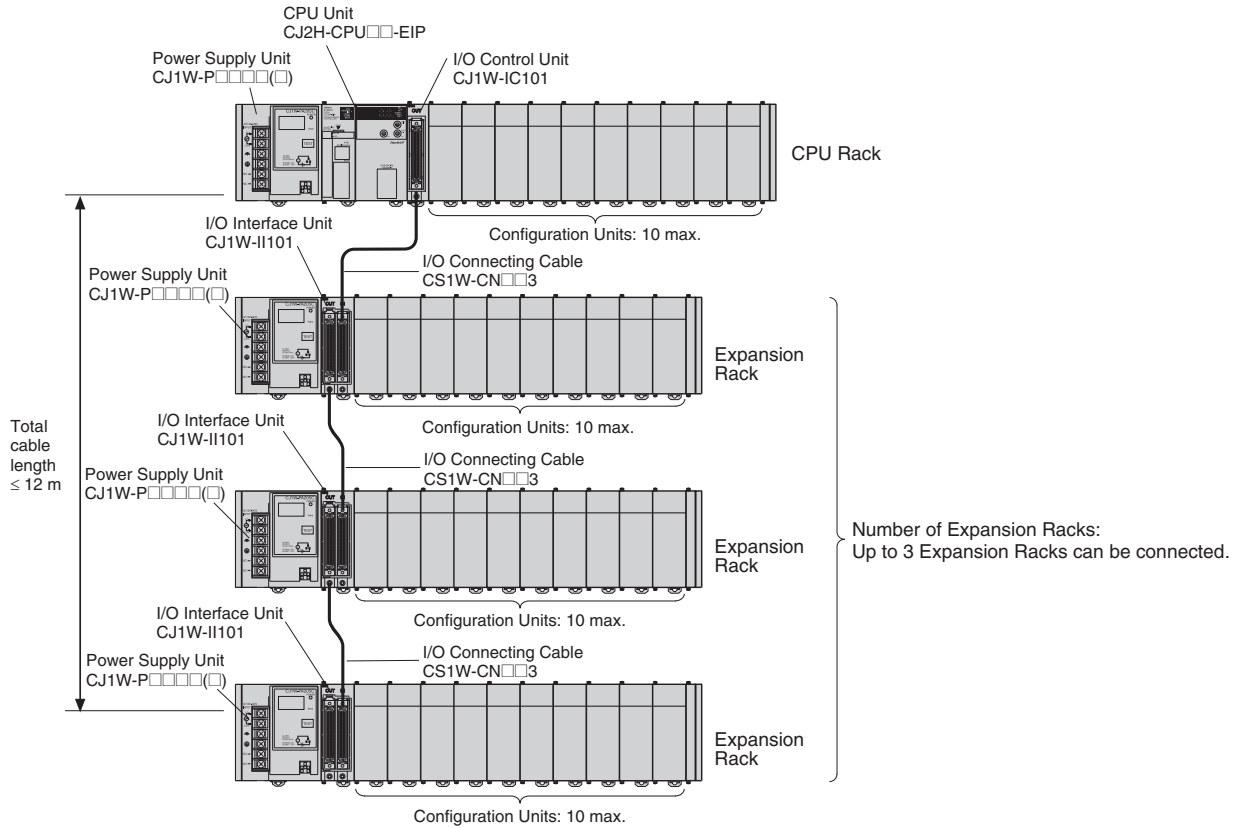 CPU Unit
CJ2H-CPU□□-EIP
Power Supply Unit
CJ1W-P□□□□(□)
I/O Control Unit
CJ1W-IC101
CPU Rack
I/O Interface Unit
CJ1W-II101
Configuration Units: 10 max.
Power Supply Unit
CJ1W-P□□□□(□)
I/O Connecting Cable
CS1W-CN□□3
Expansion
Rack
I/O Interface Unit
CJ1W-II101
Configuration Units: 10 max.
Total
cable
length
≤ 12 m
Power Supply Unit
CJ1W-P□□□□(□)
I/O Connecting Cable
CS1W-CN□□3
Expansion
Rack
Number of Expansion Racks:
Up to 3 Expansion Racks can be connected.
I/O Interface Unit
CJ1W-II101
Configuration Units: 10 max.
Power Supply Unit
CJ1W-P□□□□(□)
I/O Connecting Cable
CS1W-CN□□3
Expansion
Rack
Configuration Units: 10 max.